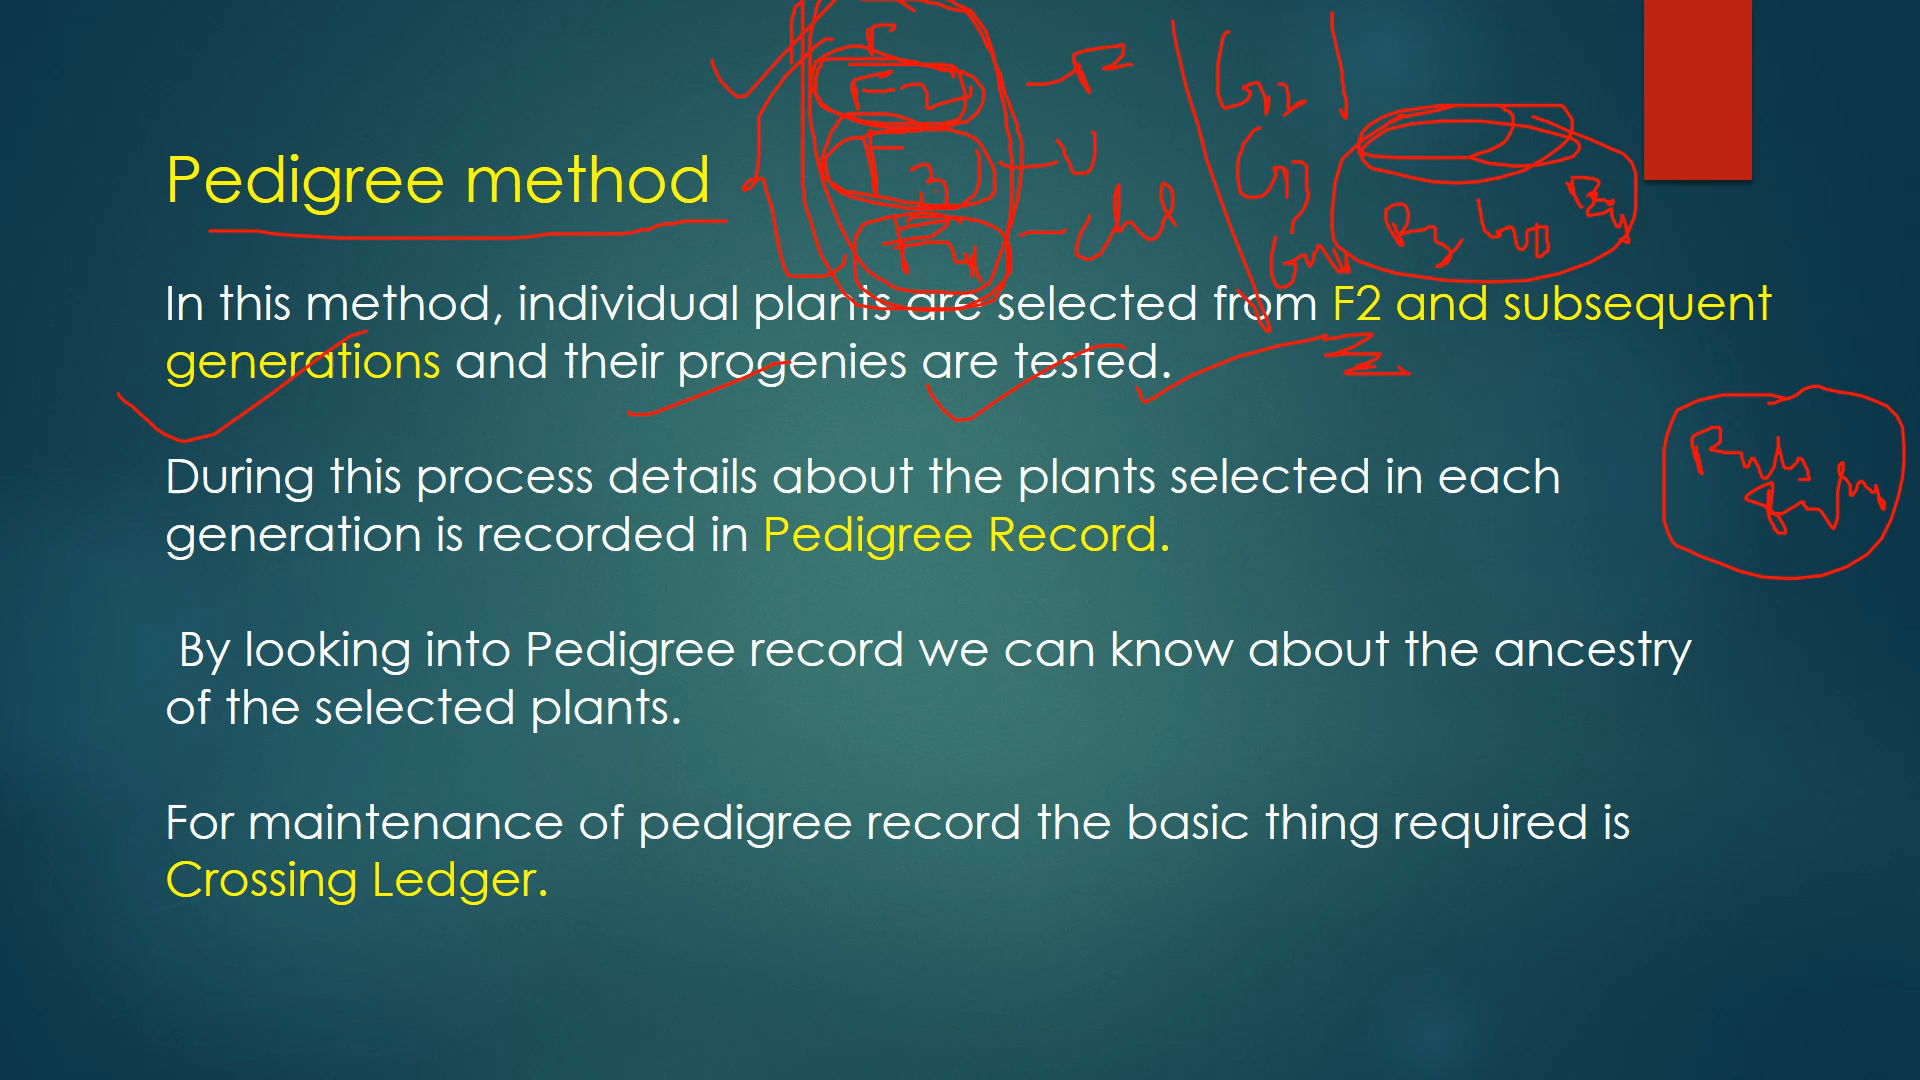 F2
F3
F4
Pedigree method
In this method, individual plants are selected from F2 and subsequent
generations and their progenies are tested.
During this process details about the plants selected in each
generation is recorded in Pedigree Record.
By looking into Pedigree record we can know about the ancestry
of the selected plants.
For maintenance of pedigree record the basic thing required is
Crossing Ledger.